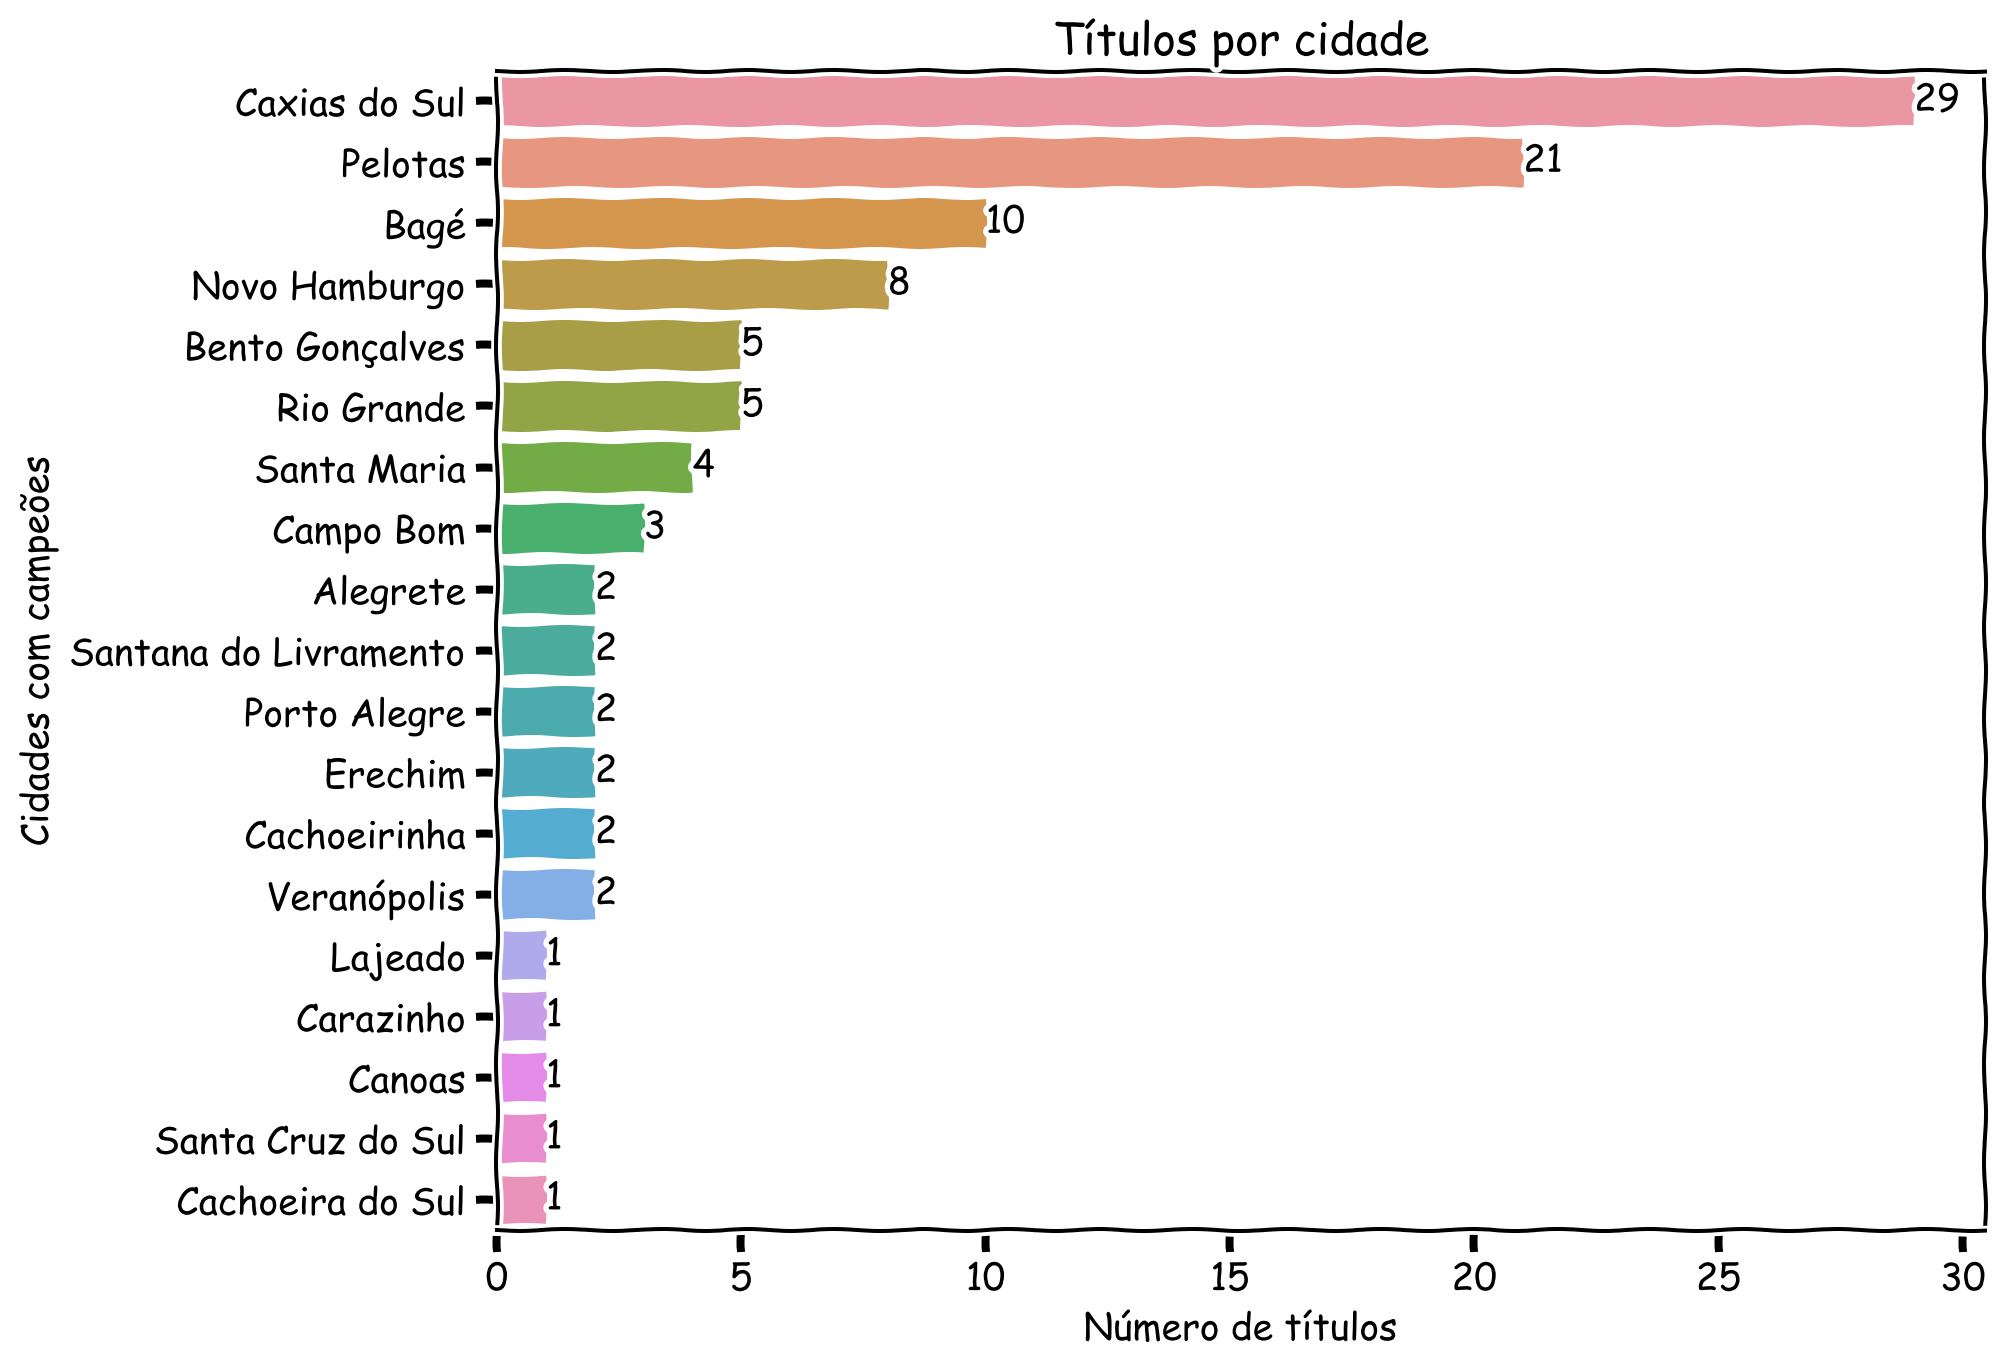 Títulos por cidade
Caxias do Sul 29
Pelotas 21
Bagé 10
Novo Hamburgo 8
Bento Gonçalves 5
Rio Grande 5
Santa Maria 4
Campo Bom 3
Alegrete 2
Santana do Livramento 2
Porto Alegre 2
Erechim 2
Cachoeirinha 2
Veranópolis 2
Lajeado 1
Carazinho 1
Canoas 1
Santa Cruz do Sul 1
Cachoeira do Sul 1
Cidades com campeões
0 5 10 15 20 25 30
Número de títulos